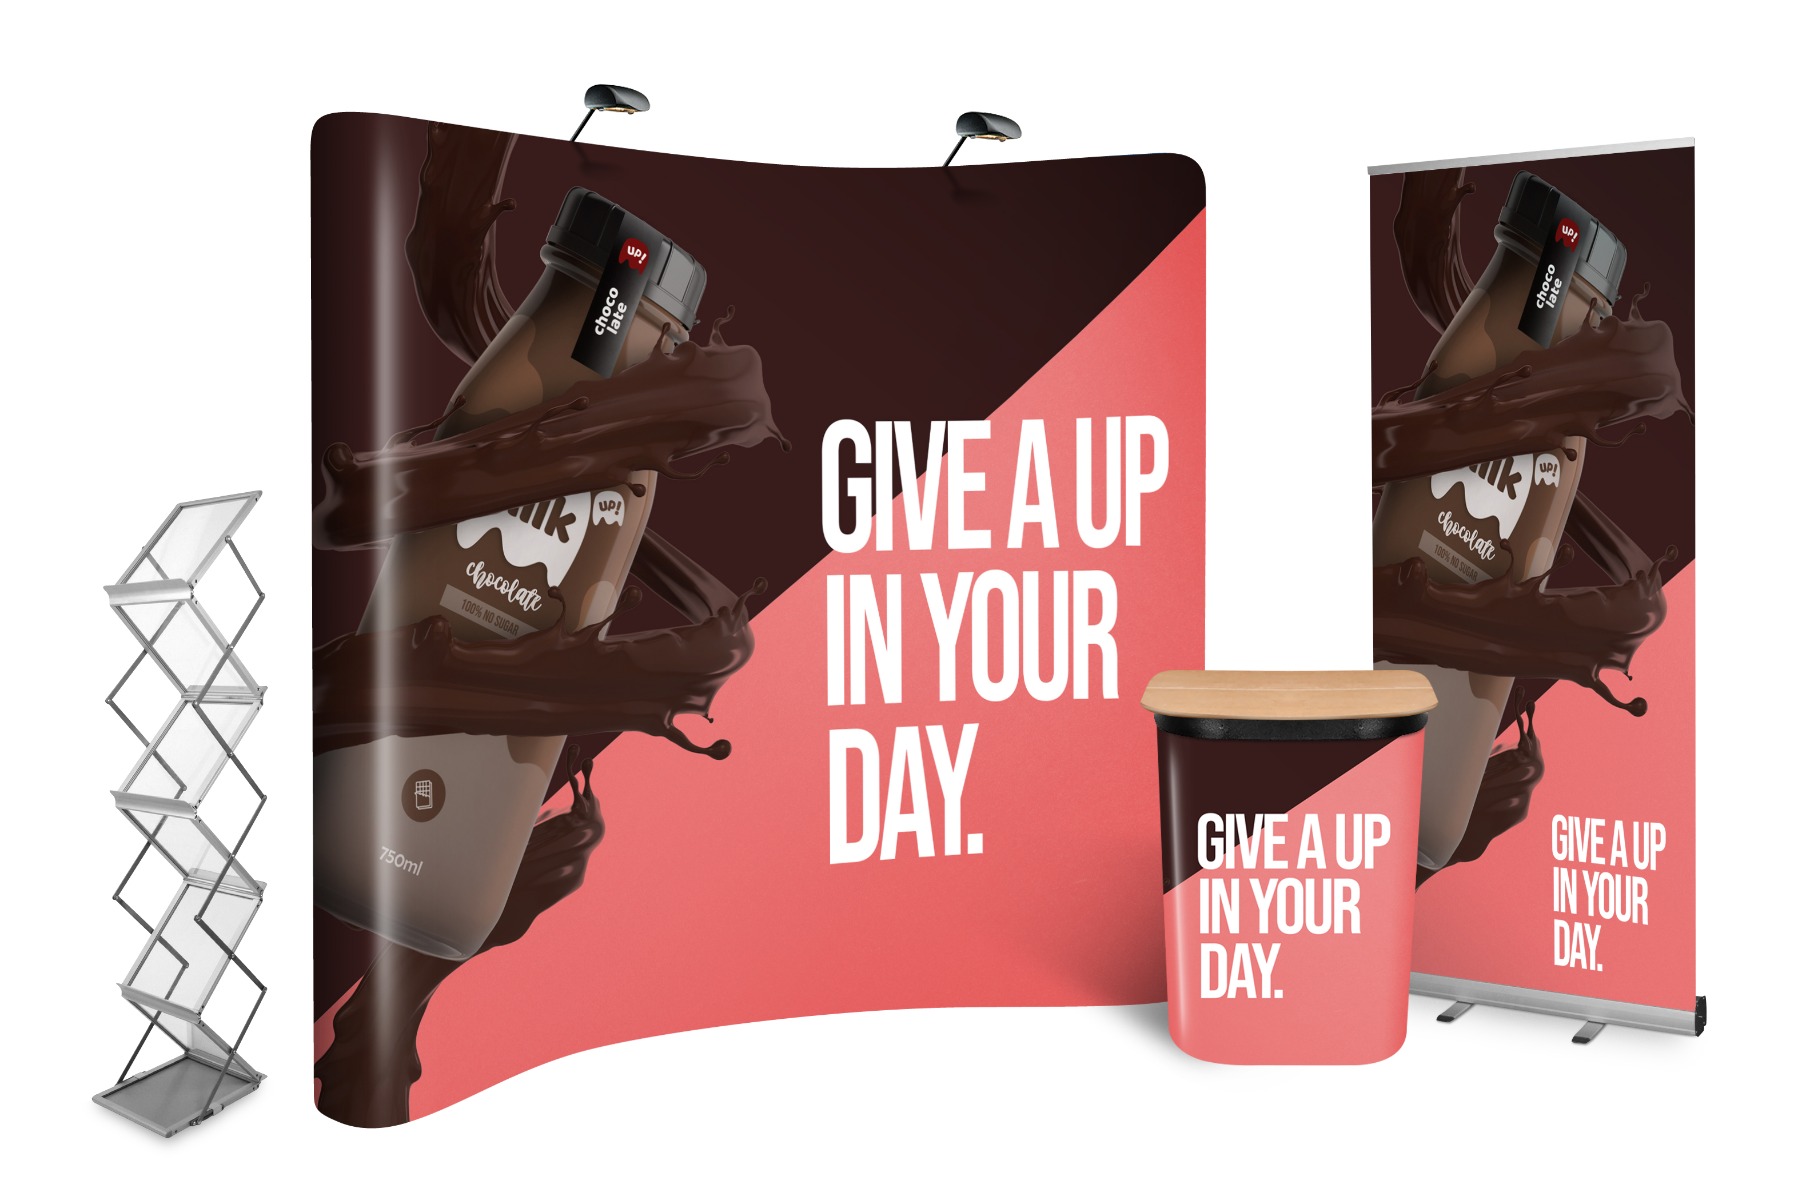 up!
choco
late
up!
chocolate
100% NO SUGAR
750ml
GIVE A UP
IN YOUR
DAY.
GIVE A UP
IN YOUR
DAY.
up!
choco
late
up!
chocolate
100% NO SUGAR
GIVE A UP
IN YOUR
DAY.